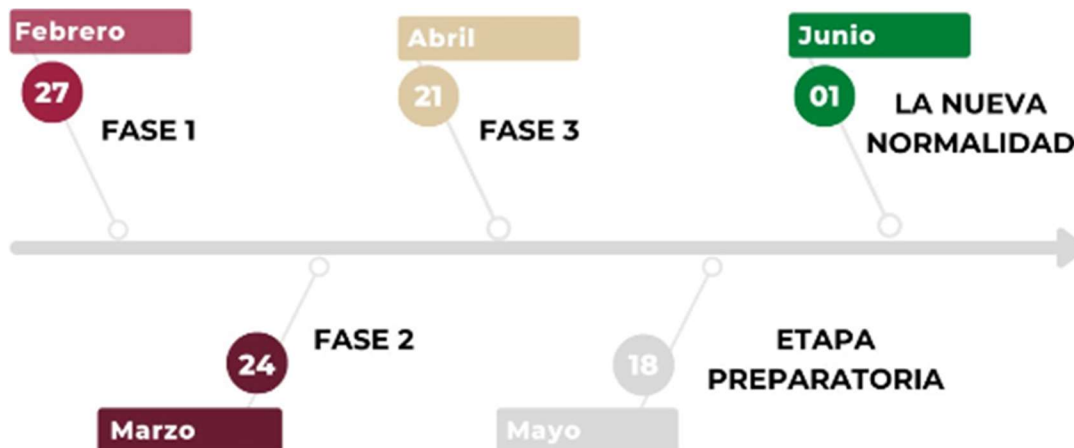 Febrero
27
FASE 1
Abril
21
FASE 3
Junio
01
LA NUEVA
NORMALIDAD
24
FASE 2
Marzo
18
ETAPA
PREPARATORIA
Mayo